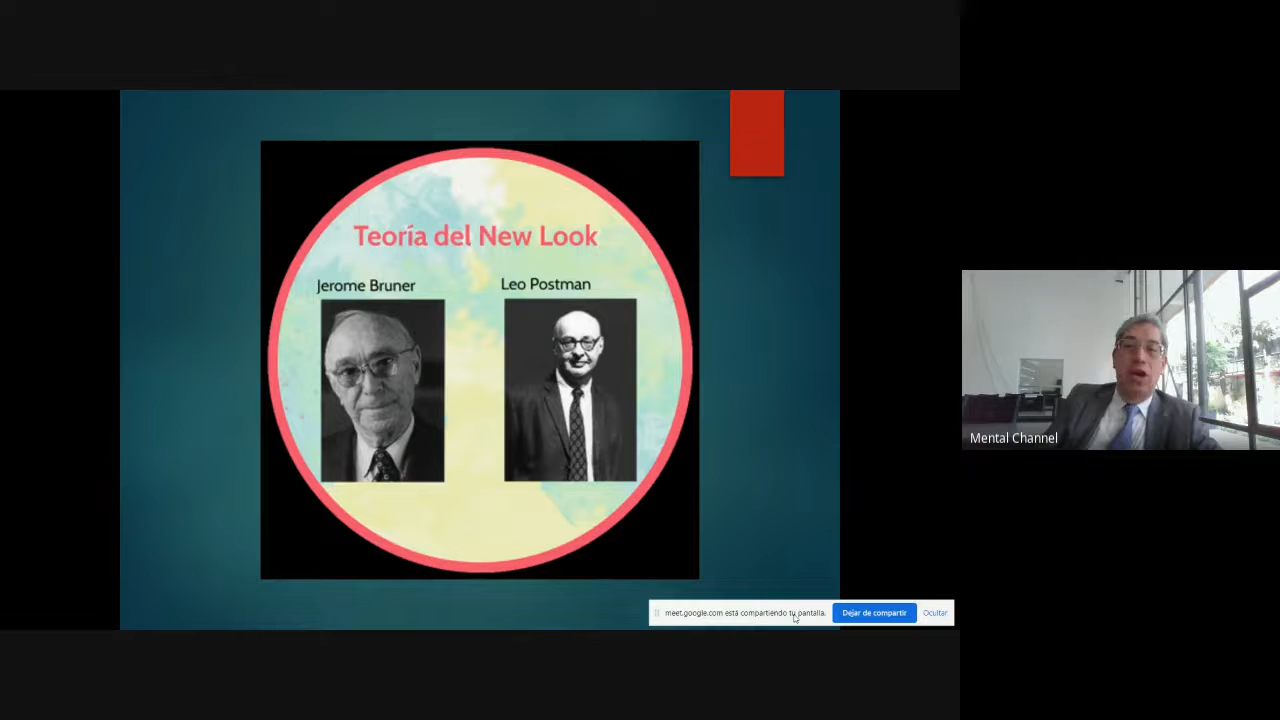 Teoría del New Look
Jerome Bruner
Leo Postman
Mental Channel
meet.google.com está compartiendo tu pantalla.
Dejar de compartir
Ocultar